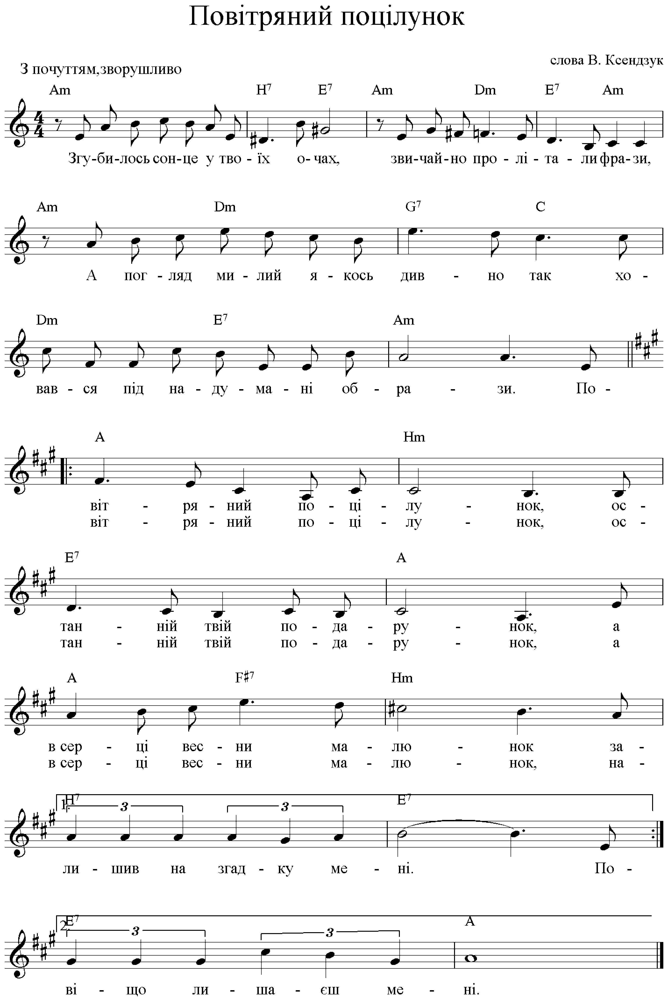 Повітряний поцілунок
слова В. Ксендзук
З почуттям,зворушливо
Am H7 E7 Am Dm E7 Am
Згу-би-лось сон-це у тво-їх о-чах, зви-чай-но про-лі-та-ли фра-зи,
Am Dm G7 C
А пог-ляд ми-лий я-кось див-но так хо-
Dm E7 Am
вав-ся під на-ду-ма-ні об-ра-зи. По-
A Hm
віт-ря-ний по-ці-лу-нок, ос-
віт-ря-ний по-ці-лу-нок, ос-
E7 A
тан-ній твій по-да-ру-нок, а
тан-ній твій по-да-ру-нок, а
A F#7 Hm
в сер-ці вес-ни ма-лю-нок за-
в сер-ці вес-ни ма-лю-нок, на-
1. H7 E7
3 3
ли-шив на згад-ку ме-ні. По-
2. E7 A
3 3
ві-що ли-ша-єш ме-ні.